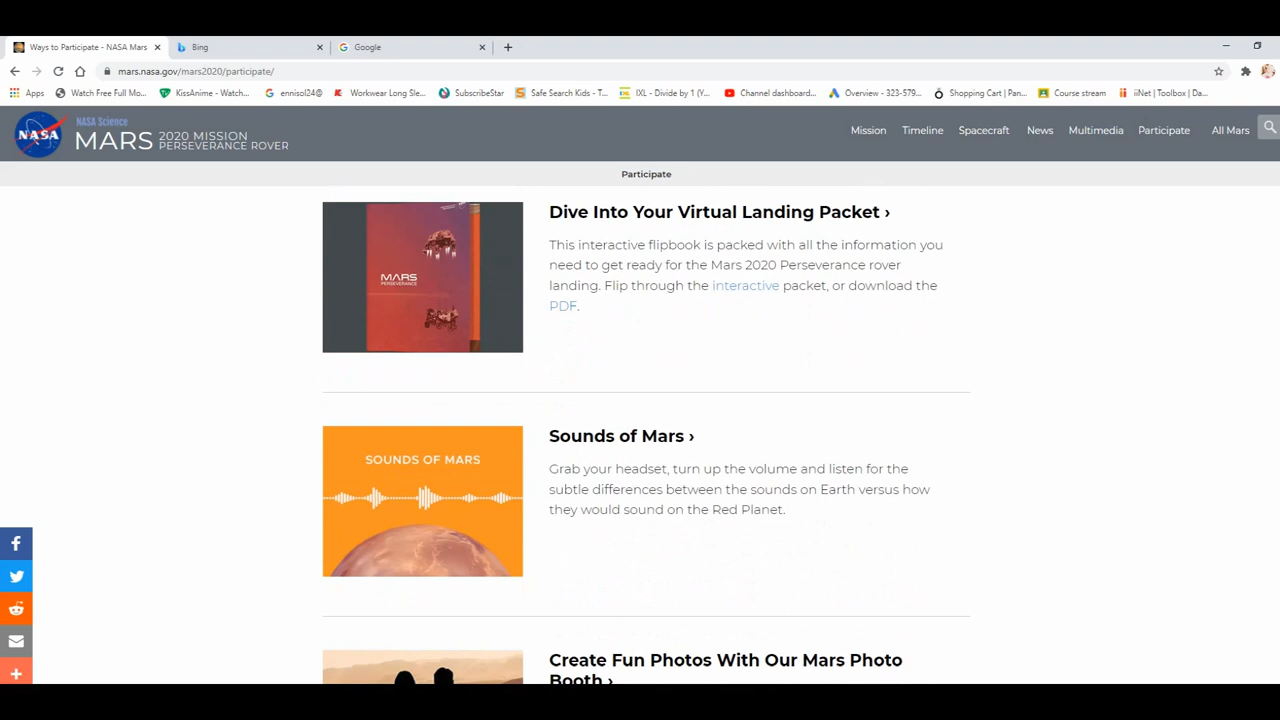 Ways to Participate - NASA Mars
Bing
Google
mars.nasa.gov/mars2020/participate/
Apps
Watch Free Full Mo...
KissAnime - Watch...
ennisol24@
Workwear Long Sle...
SubscribeStar
Safe Search Kids - T...
IXL - Divide by 1 (Y...
Channel dashboard...
Overview - 323-579...
Shopping Cart | Pan...
Course stream
iiNet | Toolbox | Da...
NASA
NASA Science
MARS
2020 MISSION
PERSEVERANCE ROVER
Mission
Timeline
Spacecraft
News
Multimedia
Participate
All Mars
Participate
MARS
PERSEVERANCE
Dive Into Your Virtual Landing Packet ›
This interactive flipbook is packed with all the information you
need to get ready for the Mars 2020 Perseverance rover
landing. Flip through the interactive packet, or download the
PDF.
SOUNDS OF MARS
Sounds of Mars ›
Grab your headset, turn up the volume and listen for the
subtle differences between the sounds on Earth versus how
they would sound on the Red Planet.
Create Fun Photos With Our Mars Photo
Booth ›